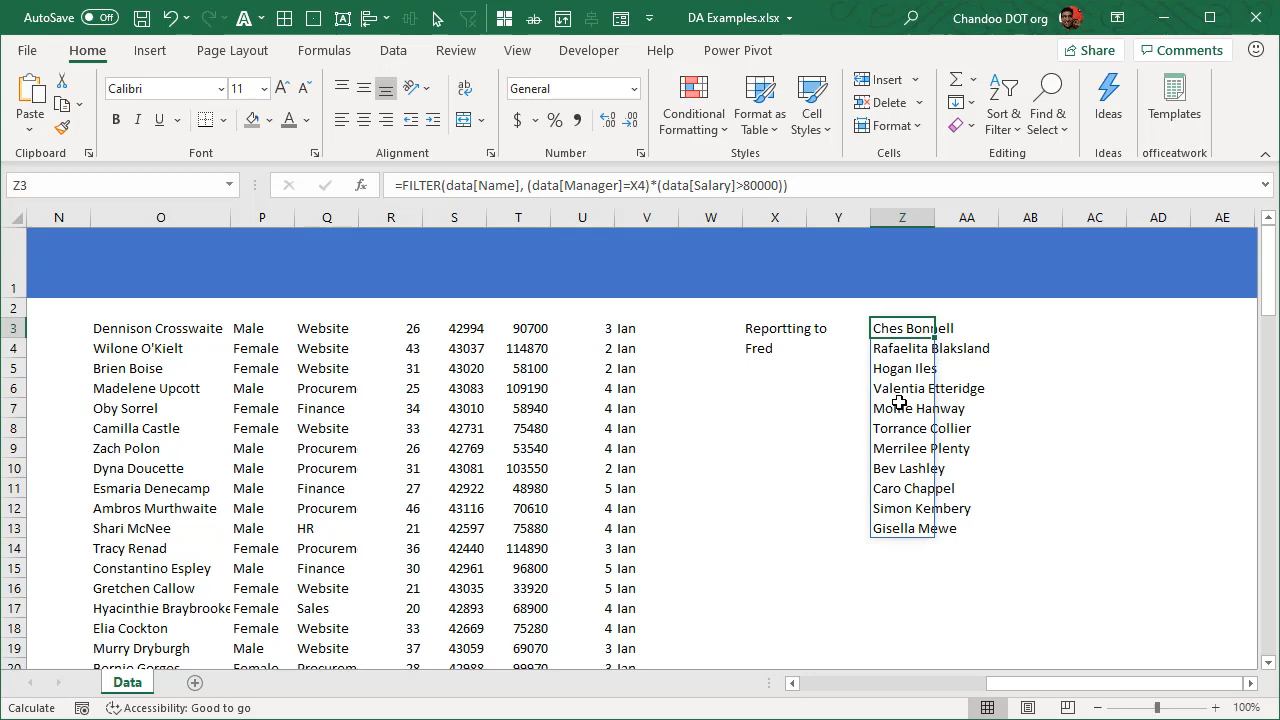 AutoSave Off DA Examples.xlsx Chandoo DOT org
File Home Insert Page Layout Formulas Data Review View Developer Help Power Pivot Share Comments
Calibri 11 General Insert
Delete
Format
Paste B I U $ % Conditional Formatting Format as Table Cell Styles Sort & Filter Find & Select Ideas Templates
Clipboard Font Alignment Number Styles Cells Editing Ideas officeatwork
Z3 fx =FILTER(data[Name], (data[Manager]=X4)*(data[Salary]>80000))
N O P Q R S T U V W X Y Z AA AB AC AD AE
1
2
3 Dennison Crosswaite Male Website 26 42994 90700 3 Ian Reportting to Ches Bonnell
4 Wilone O'Kielt Female Website 43 43037 114870 2 Ian Fred Rafaelita Blaksland
5 Brien Boise Female Website 31 43020 58100 2 Ian Hogan Iles
6 Madelene Upcott Male Procurem 25 43083 109190 4 Ian Valentia Etteridge
7 Oby Sorrel Female Finance 34 43010 58940 4 Ian Hanway
8 Camilla Castle Female Website 33 42731 75480 4 Ian Torrance Collier
9 Zach Polon Male Procurem 26 42769 53540 4 Ian Merrilee Plenty
10 Dyna Doucette Male Procurem 31 43081 103550 2 Ian Bev Lashley
11 Esmaria Denecamp Male Finance 27 42922 48980 5 Ian Caro Chappel
12 Ambros Murthwaite Male Procurem 46 43116 70610 4 Ian Simon Kembery
13 Shari McNee Male HR 21 42597 75880 4 Ian Gisella Mewe
14 Tracy Renad Female Procurem 36 42440 114890 3 Ian
15 Constantino Espley Male Finance 30 42961 96800 5 Ian
16 Gretchen Callow Female Website 21 43035 33920 5 Ian
17 Hyacinthie Braybrooke Female Sales 20 42893 68900 4 Ian
18 Elia Cockton Female Website 33 42669 75280 4 Ian
19 Murry Dryburgh Male Website 37 43059 69070 3 Ian
20 Female Procurem 28 42988 99970 3 Ian
Data
Calculate Accessibility: Good to go 100%